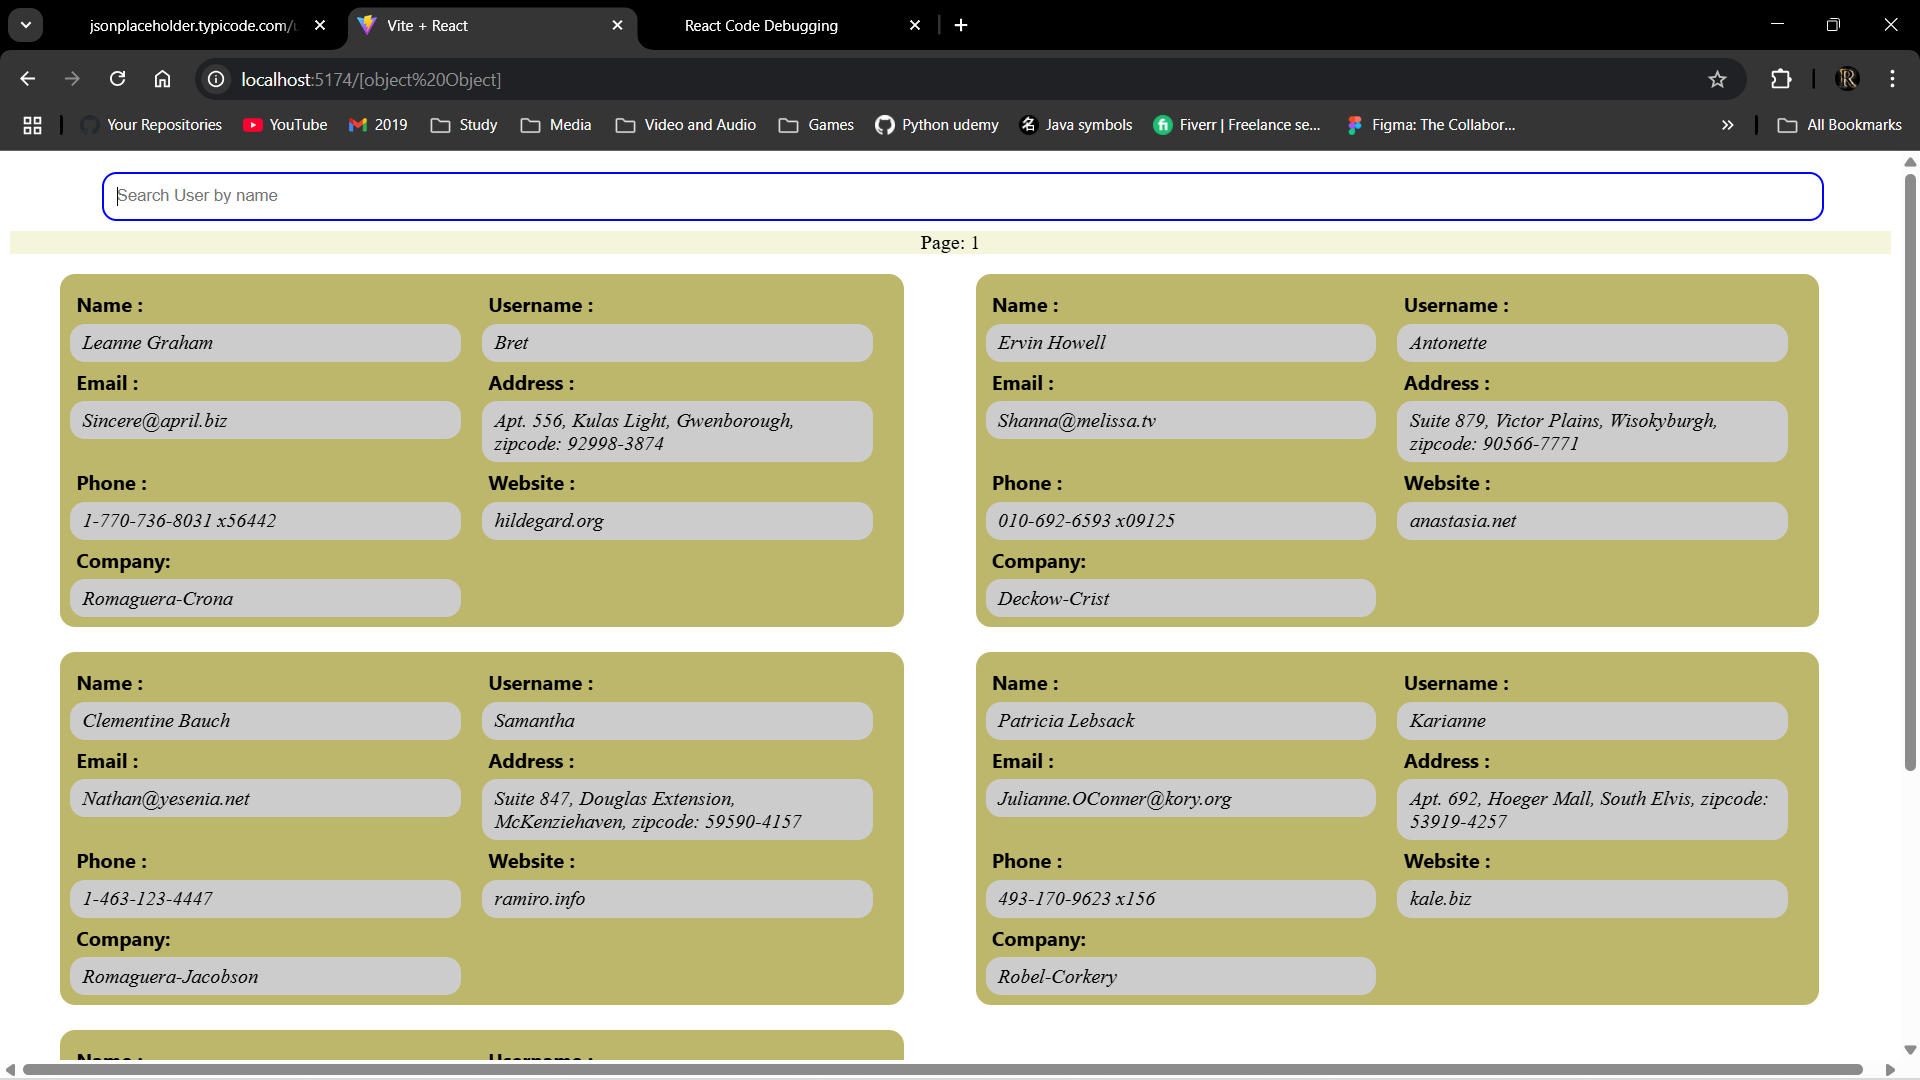 jsonplaceholder.typicode.com/u
Vite + React
React Code Debugging
localhost:5174/[object%20Object]
Your Repositories
YouTube
2019
Study
Media
Video and Audio
Games
Python udemy
Java symbols
Fiverr | Freelance se...
Figma: The Collabor...
All Bookmarks
Search User by name
Page: 1
Name :
Username :
Leanne Graham
Bret
Email :
Address :
Sincere@april.biz
Apt. 556, Kulas Light, Gwenborough,
zipcode: 92998-3874
Phone :
Website :
1-770-736-8031 x56442
hildegard.org
Company:
Romaguera-Crona
Name :
Username :
Ervin Howell
Antonette
Email :
Address :
Shanna@melissa.tv
Suite 879, Victor Plains, Wisokyburgh,
zipcode: 90566-7771
Phone :
Website :
010-692-6593 x09125
anastasia.net
Company:
Deckow-Crist
Name :
Username :
Clementine Bauch
Samantha
Email :
Address :
Nathan@yesenia.net
Suite 847, Douglas Extension,
McKenziehaven, zipcode: 59590-4157
Phone :
Website :
1-463-123-4447
ramiro.info
Company:
Romaguera-Jacobson
Name :
Username :
Patricia Lebsack
Karianne
Email :
Address :
Julianne.OConner@kory.org
Apt. 692, Hoeger Mall, South Elvis, zipcode:
53919-4257
Phone :
Website :
493-170-9623 x156
kale.biz
Company:
Robel-Corkery
Name :
Username :